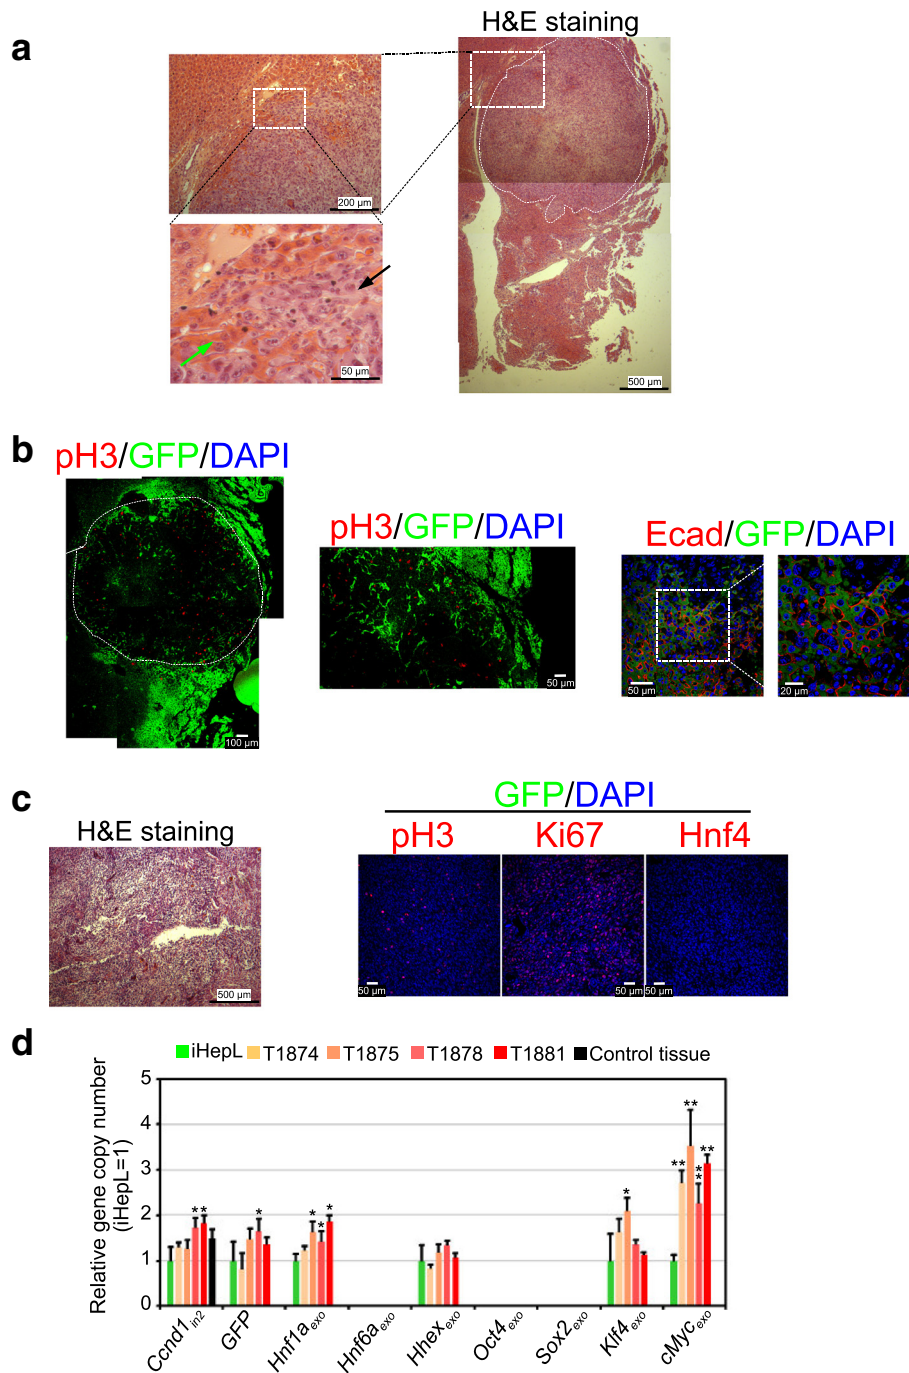 a
H&E staining
200 µm
50 µm
500 µm
b
pH3/GFP/DAPI
100 µm
pH3/GFP/DAPI
50 µm
Ecad/GFP/DAPI
50 µm
20 µm
c
H&E staining
500 µm
GFP/DAPI
pH3 Ki67 Hnf4
50 µm 50 µm 50 µm
d
iHepL T1874 T1875 T1878 T1881 Control tissue
Relative gene copy number
(iHepL=1)
5
4
3
2
1
0
* * * * * * * ** ** ** **
Ccnd1 in2 GFP Hnf1a exo Hnf6a exo Hhex exo Oct4 exo Sox2 exo Klf4 exo cMyc exo